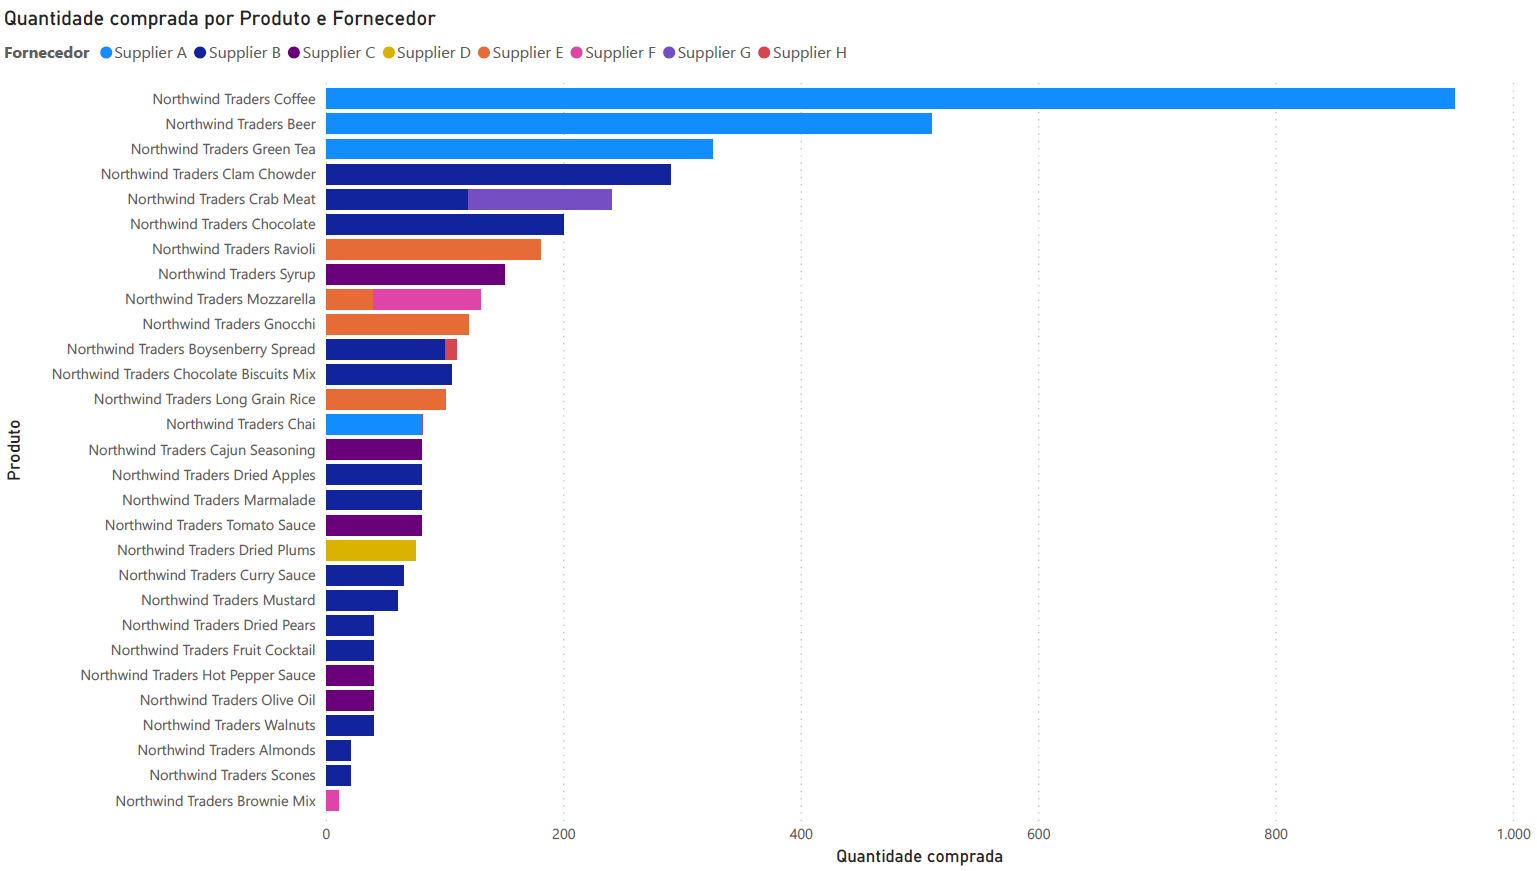 Quantidade comprada por Produto e Fornecedor
Fornecedor Supplier A Supplier B Supplier C Supplier D Supplier E Supplier F Supplier G Supplier H
Northwind Traders Coffee
Northwind Traders Beer
Northwind Traders Green Tea
Northwind Traders Clam Chowder
Northwind Traders Crab Meat
Northwind Traders Chocolate
Northwind Traders Ravioli
Northwind Traders Syrup
Northwind Traders Mozzarella
Northwind Traders Gnocchi
Northwind Traders Boysenberry Spread
Northwind Traders Chocolate Biscuits Mix
Northwind Traders Long Grain Rice
Northwind Traders Chai
Northwind Traders Cajun Seasoning
Northwind Traders Dried Apples
Northwind Traders Marmalade
Northwind Traders Tomato Sauce
Northwind Traders Dried Plums
Northwind Traders Curry Sauce
Northwind Traders Mustard
Northwind Traders Dried Pears
Northwind Traders Fruit Cocktail
Northwind Traders Hot Pepper Sauce
Northwind Traders Olive Oil
Northwind Traders Walnuts
Northwind Traders Almonds
Northwind Traders Scones
Northwind Traders Brownie Mix
Produto
0 200 400 600 800 1.000
Quantidade comprada